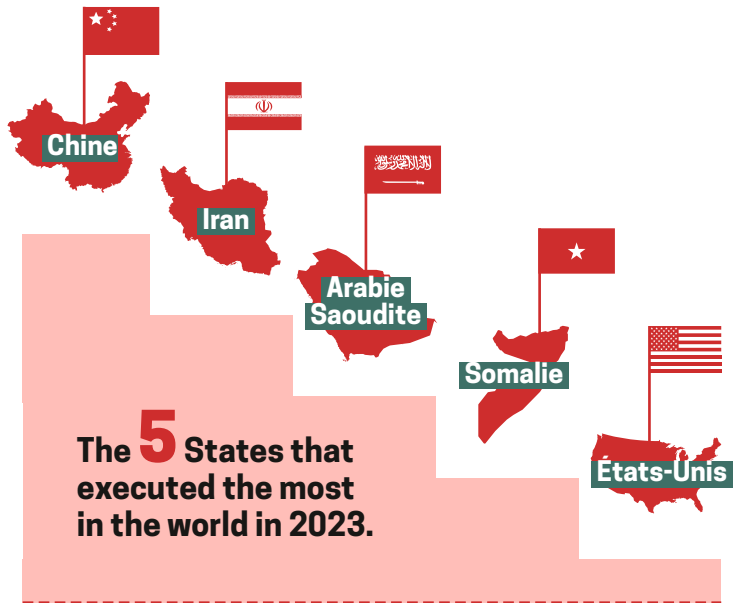 Chine
Iran
Arabie
Saoudite
Somalie
États-Unis
The 5 States that
executed the most
in the world in 2023.